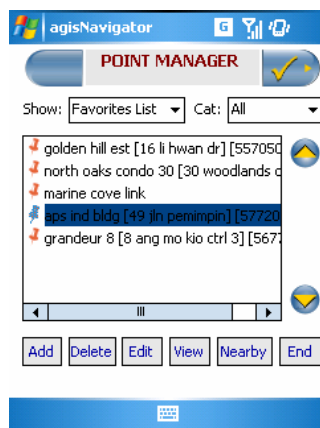 agisNavigator G
POINT MANAGER
Show: Favorites List Cat: All
golden hill est [16 li hwan dr] [55705
north oaks condo 30 [30 woodlands
marine cove link
aps ind bldg [49 jln pemimpin] [57720
grandeur 8 [8 ang mo kio ctrl 3] [567
Add Delete Edit View Nearby End